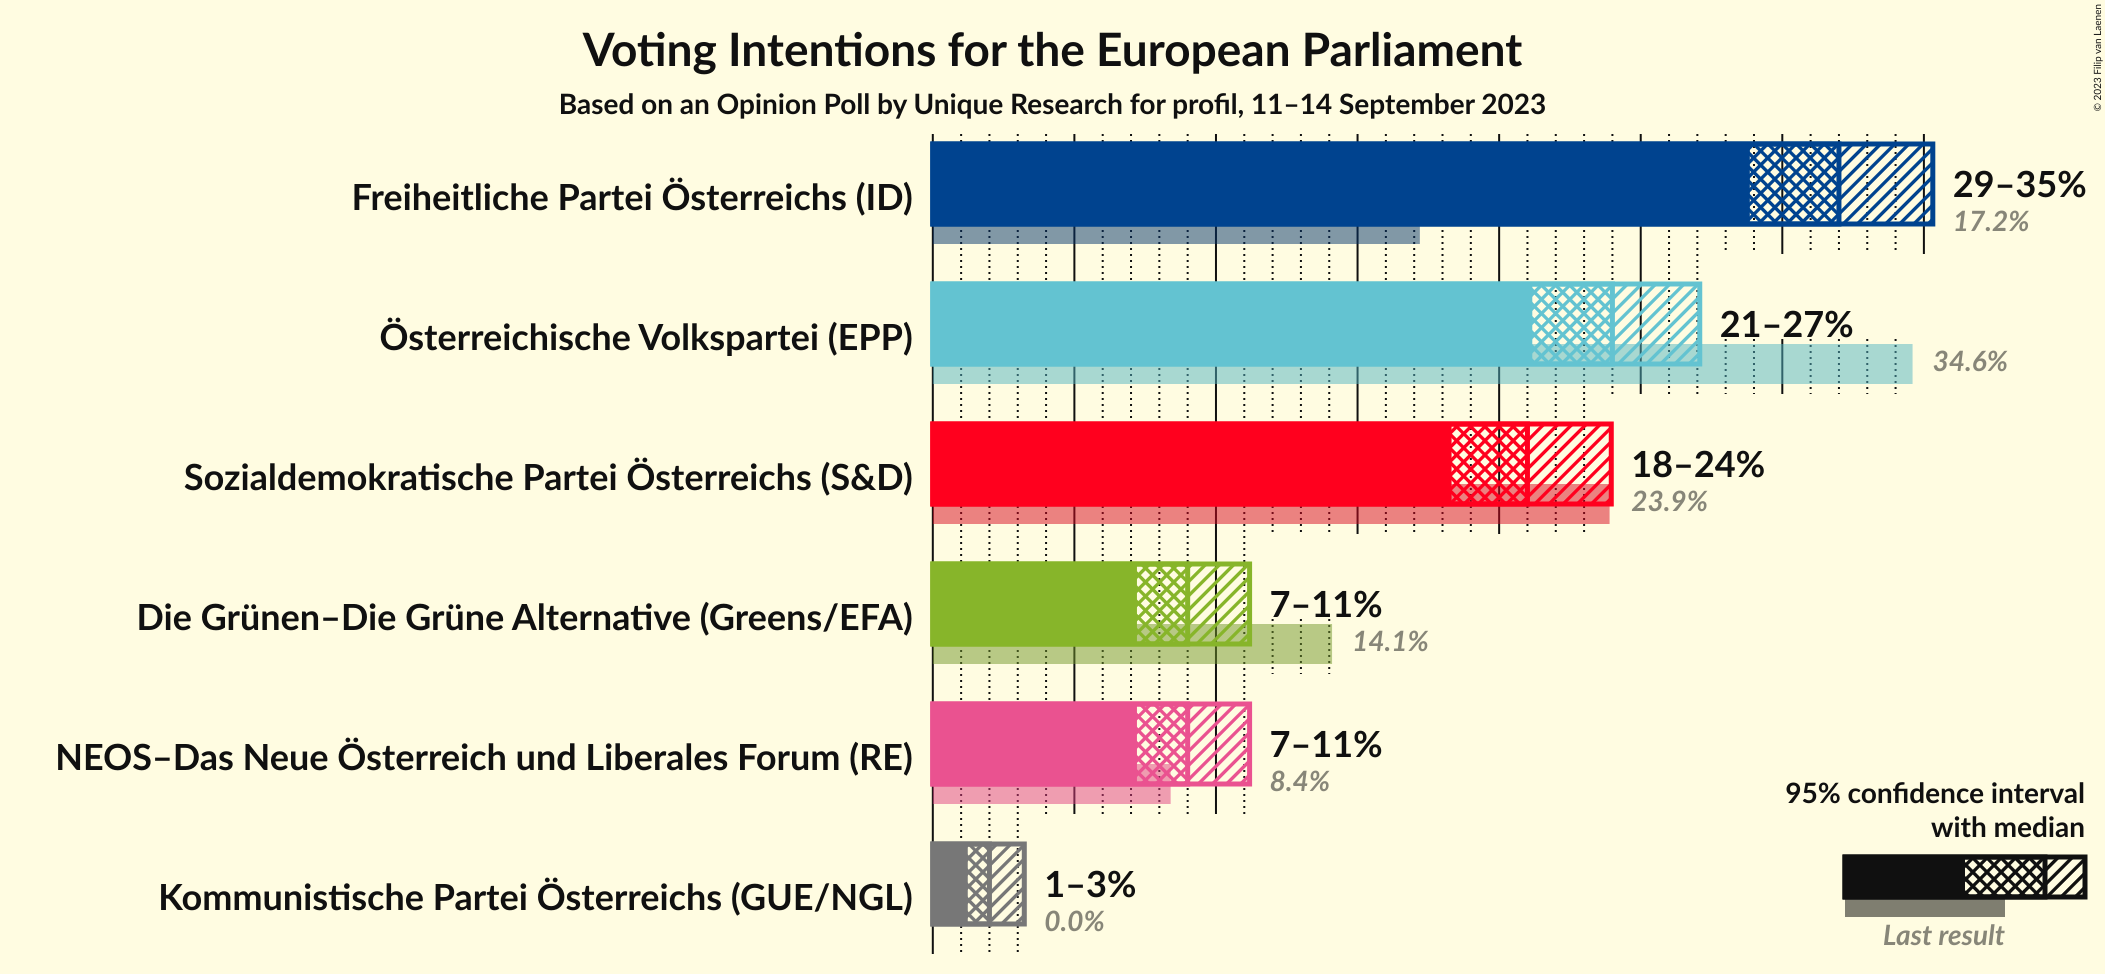 Voting Intentions for the European Parliament
Based on an Opinion Poll by Unique Research for profil, 11–14 September 2023
© 2023 Filip van Laenen
Freiheitliche Partei Österreichs (ID)
29–35%
17.2%
Österreichische Volkspartei (EPP)
21–27%
34.6%
Sozialdemokratische Partei Österreichs (S&D)
18–24%
23.9%
Die Grünen–Die Grüne Alternative (Greens/EFA)
7–11%
14.1%
NEOS–Das Neue Österreich und Liberales Forum (RE)
7–11%
8.4%
Kommunistische Partei Österreichs (GUE/NGL)
1–3%
0.0%
95% confidence interval
with median
Last result